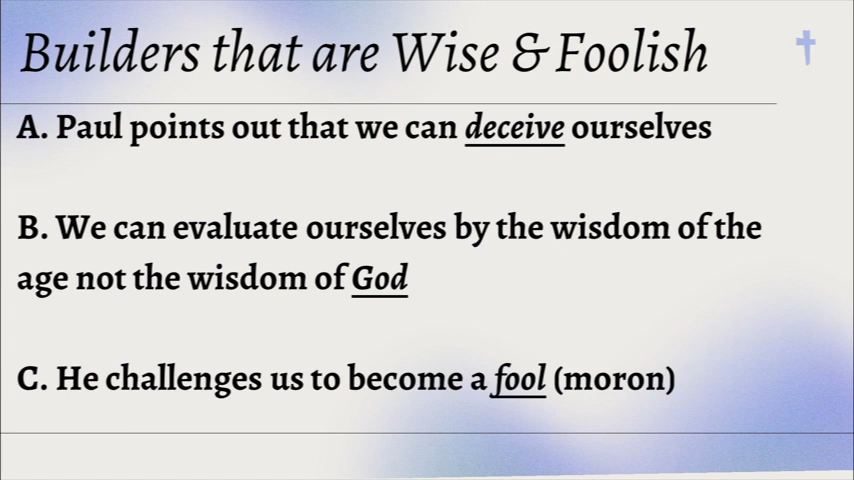 Builders that are Wise & Foolish
A. Paul points out that we can deceive ourselves
B. We can evaluate ourselves by the wisdom of the
age not the wisdom of God
C. He challenges us to become a fool (moron)